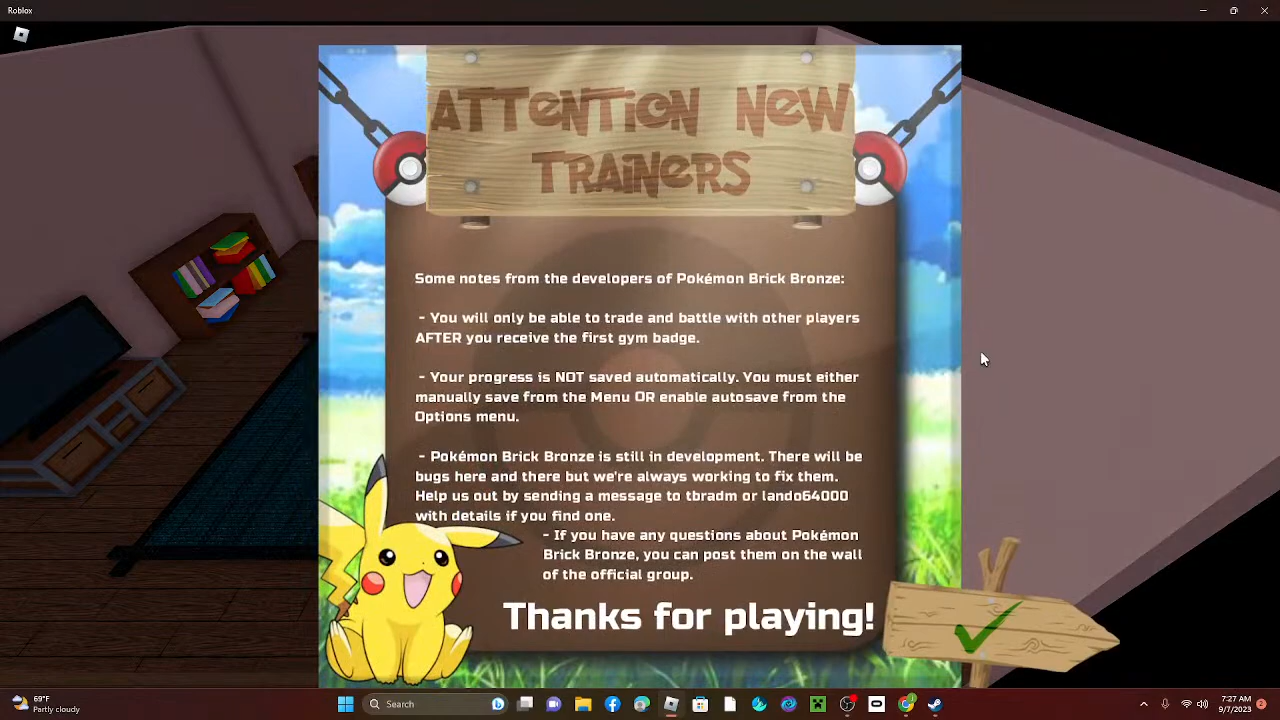 Roblox
ATTENTION NEW
TRAINERS
Some notes from the developers of Pokémon Brick Bronze:
- You will only be able to trade and battle with other players
AFTER you receive the first gym badge.
- Your progress is NOT saved automatically. You must either
manually save from the Menu OR enable autosave from the
Options menu.
- Pokémon Brick Bronze is still in development. There will be
bugs here and there but we're always working to fix them.
Help us out by sending a message to tbradm or lando64000
with details if you find one.
- If you have any questions about Pokémon
Brick Bronze, you can post them on the wall
of the official group.
Thanks for playing!
69°F
Partly cloudy
Search
7:27 AM
9/7/2023